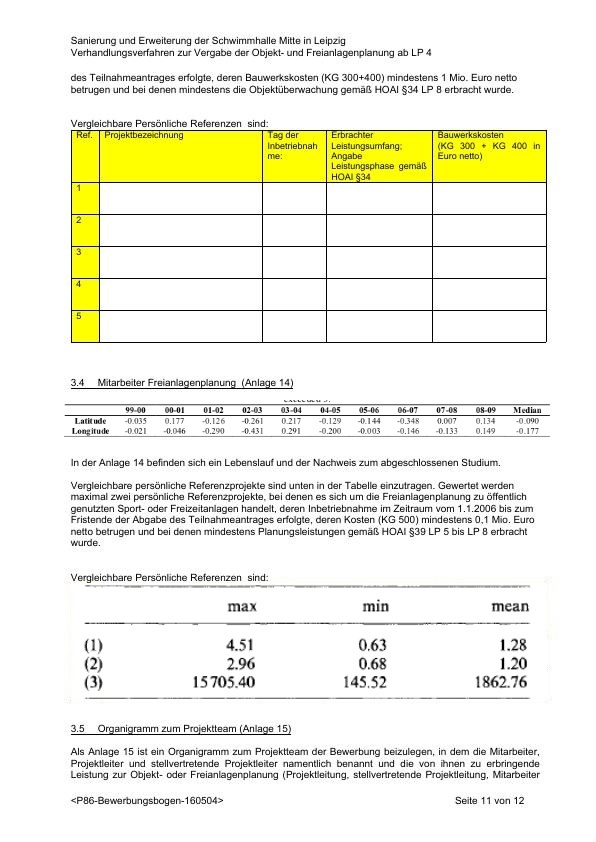 Sanierung und Erweiterung der Schwimmhalle Mitte in Leipzig
Verhandlungsverfahren zur Vergabe der Objekt- und Freianlagenplanung ab LP 4
des Teilnahmeantrages erfolgte, deren Bauwerkskosten (KG 300+400) mindestens 1 Mio. Euro netto
betrugen und bei denen mindestens die Objektüberwachung gemäß HOAI §34 LP 8 erbracht wurde.
Vergleichbare Persönliche Referenzen sind:
Ref. Projektbezeichnung Tag der Erbrachter Bauwerkskosten
Inbetriebnah Leistungsumfang; (KG 300 + KG 400 in
me: Angabe Euro netto)
Leistungsphase gemäß
HOAI §34
1
2
3
4
5
3.4 Mitarbeiter Freianlagenplanung (Anlage 14)
99-00 00-01 01-02 02-03 03-04 04-05 05-06 06-07 07-08 08-09 Median
Latitude -0.035 0.177 -0.126 -0.261 0.217 -0.129 -0.144 -0.348 0.007 0.134 -0.090
Longitude -0.021 -0.046 -0.290 -0.431 0.291 -0.200 -0.003 -0.146 -0.133 0.149 -0.177
In der Anlage 14 befinden sich ein Lebenslauf und der Nachweis zum abgeschlossenen Studium.
Vergleichbare persönliche Referenzprojekte sind unten in der Tabelle einzutragen. Gewertet werden
maximal zwei persönliche Referenzprojekte, bei denen es sich um die Freianlagenplanung zu öffentlich
genutzten Sport- oder Freizeitanlagen handelt, deren Inbetriebnahme im Zeitraum vom 1.1.2006 bis zum
Fristende der Abgabe des Teilnahmeantrages erfolgte, deren Kosten (KG 500) mindestens 0,1 Mio. Euro
netto betrugen und bei denen mindestens Planungsleistungen gemäß HOAI §39 LP 5 bis LP 8 erbracht
wurde.
Vergleichbare Persönliche Referenzen sind:
max min mean
(1) 4.51 0.63 1.28
(2) 2.96 0.68 1.20
(3) 15705.40 145.52 1862.76
3.5 Organigramm zum Projektteam (Anlage 15)
Als Anlage 15 ist ein Organigramm zum Projektteam der Bewerbung beizulegen, in dem die Mitarbeiter,
Projektleiter und stellvertretende Projektleiter namentlich benannt und die von ihnen zu erbringende
Leistung zur Objekt- oder Freianlagenplanung (Projektleitung, stellvertretende Projektleitung, Mitarbeiter
<P86-Bewerbungsbogen-160504> Seite 11 von 12